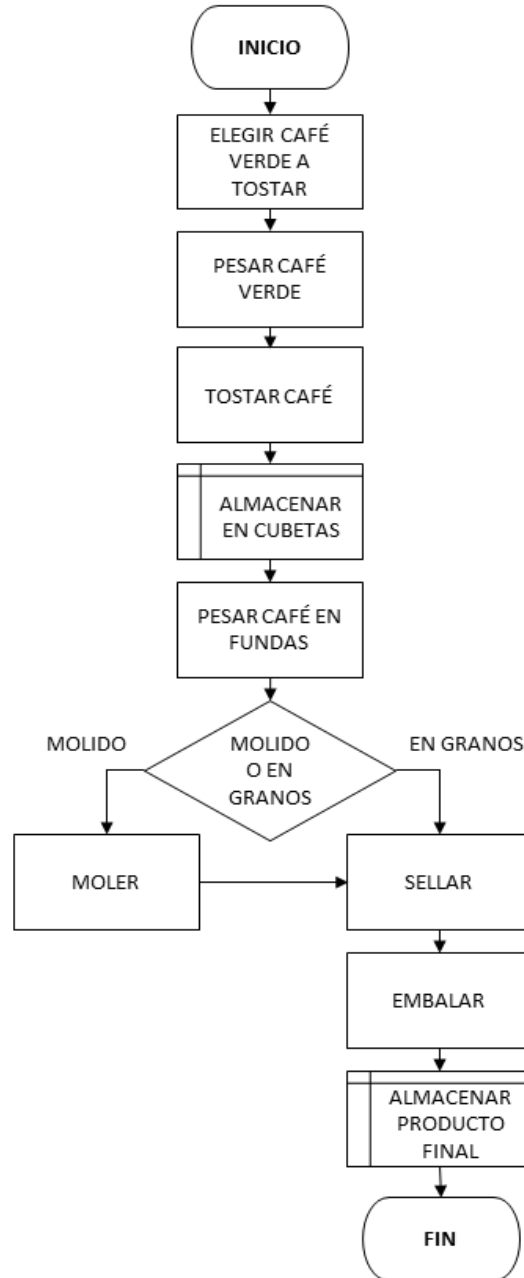 INICIO
ELEGIR CAFÉ
VERDE A
TOSTAR
PESAR CAFÉ
VERDE
TOSTAR CAFÉ
ALMACENAR
EN CUBETAS
PESAR CAFÉ EN
FUNDAS
MOLIDO
MOLIDO
O EN
GRANOS
EN GRANOS
MOLER
SELLAR
EMBALAR
ALMACENAR
PRODUCTO
FINAL
FIN